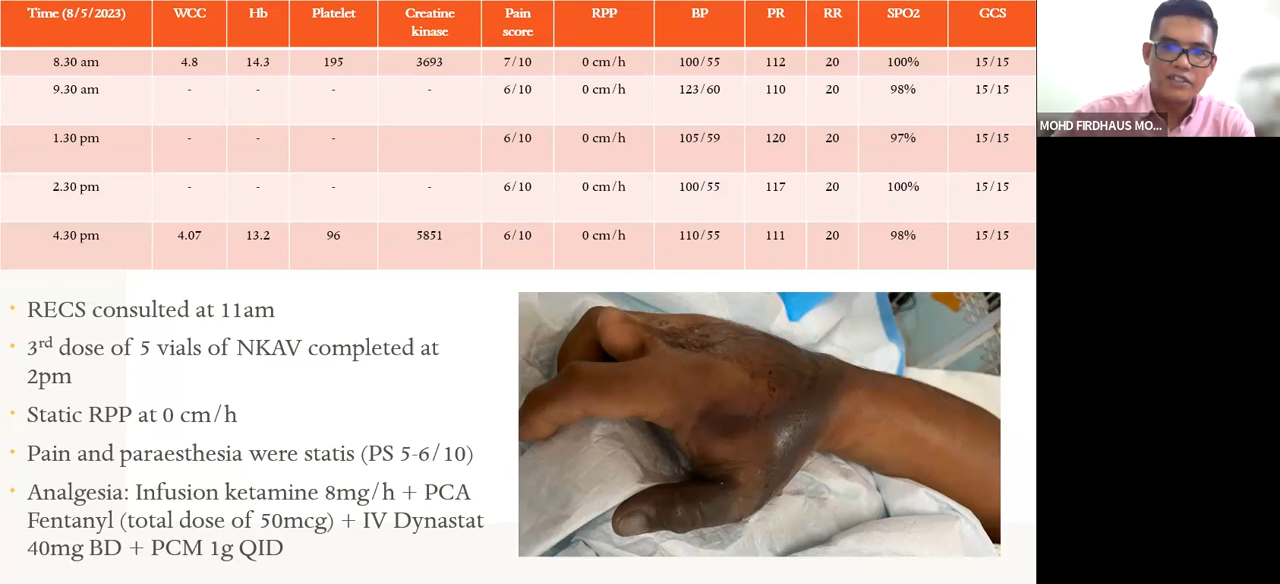 Time (8/5/2023) WCC Hb Platelet Creatine kinase Pain score RPP BP PR RR SPO2 GCS
8.30 am 4.8 14.3 195 3693 7/10 0 cm/h 100/55 112 20 100% 15/15
9.30 am - - - - 6/10 0 cm/h 123/60 110 20 98% 15/15
1.30 pm - - - 6/10 0 cm/h 105/59 120 20 97% 15/15
2.30 pm - - - - 6/10 0 cm/h 100/55 117 20 100% 15/15
4.30 pm 4.07 13.2 96 5851 6/10 0 cm/h 110/55 111 20 98% 15/15
MOHD FIRDHAUS MO...
• RECS consulted at 11am
• 3rd dose of 5 vials of NKAV completed at
2pm
• Static RPP at 0 cm/h
• Pain and paraesthesia were statis (PS 5-6/10)
• Analgesia: Infusion ketamine 8mg/h + PCA
Fentanyl (total dose of 50mcg) + IV Dynastat
40mg BD + PCM 1g QID